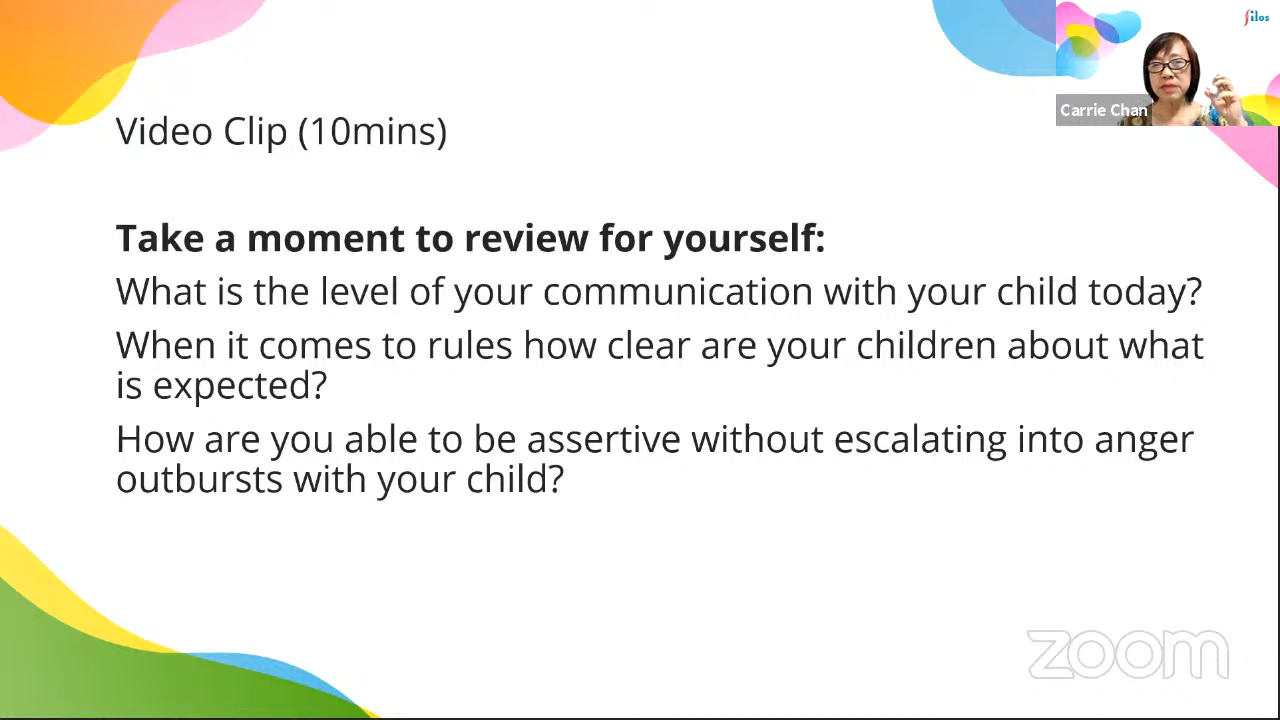 filos
Carrie Chan
Video Clip (10mins)
Take a moment to review for yourself:
What is the level of your communication with your child today?
When it comes to rules how clear are your children about what
is expected?
How are you able to be assertive without escalating into anger
outbursts with your child?
zoom